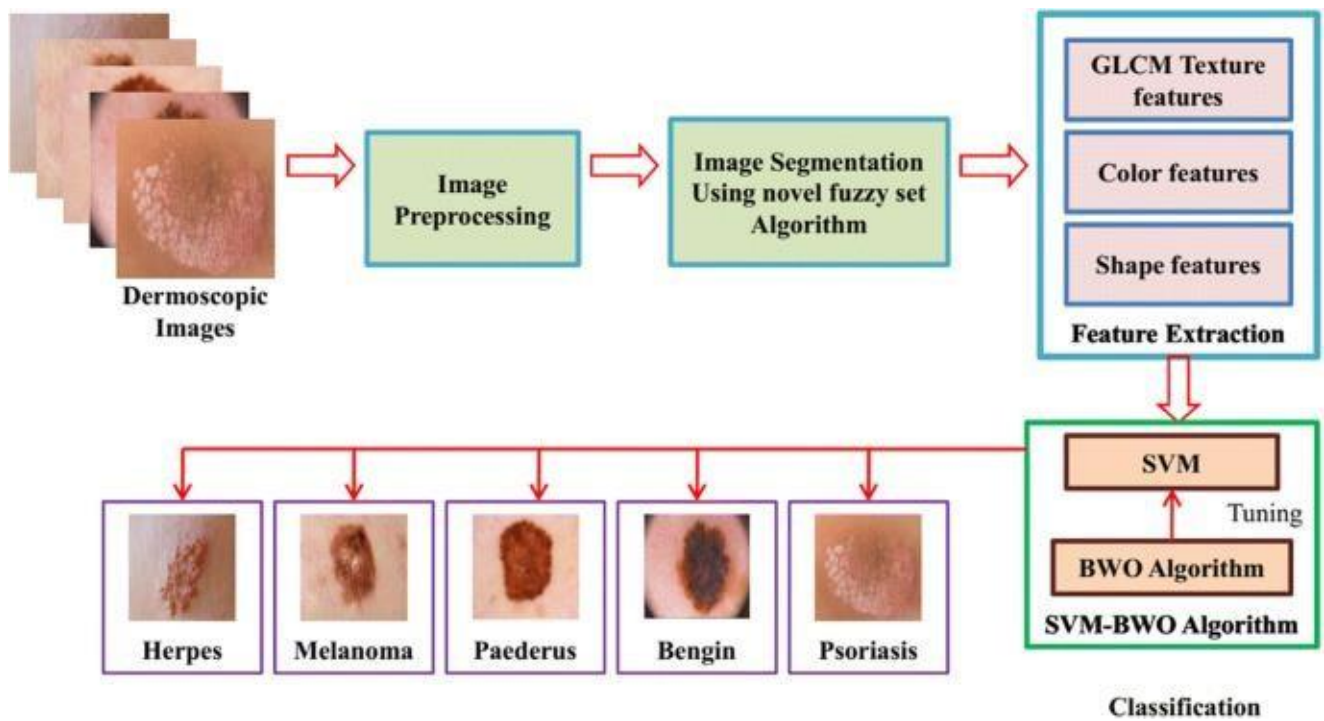 Dermoscopic
Images
Image
Preprocessing
Image Segmentation
Using novel fuzzy set
Algorithm
GLCM Texture
features
Color features
Shape features
Feature Extraction
SVM
Tuning
BWO Algorithm
SVM-BWO Algorithm
Classification
Herpes
Melanoma
Paederus
Bengin
Psoriasis